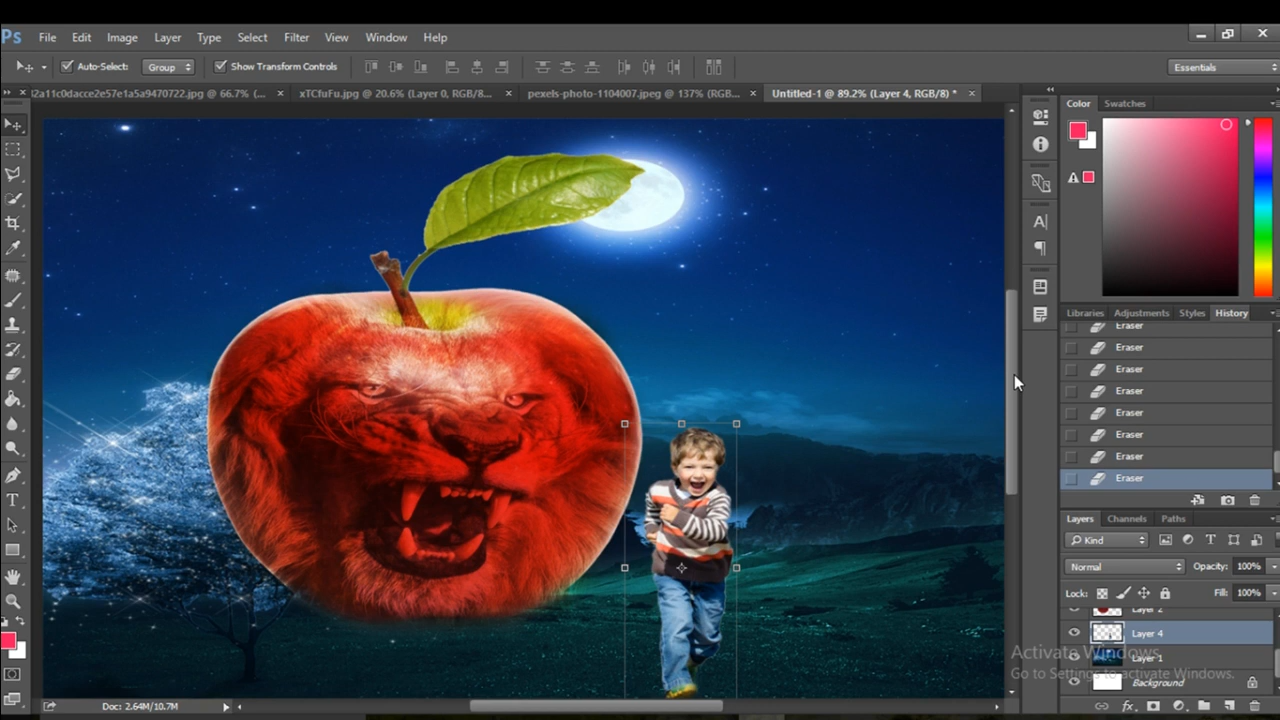 Ps File Edit Image Layer Type Select Filter View Window Help
Auto-Select: Group Show Transform Controls Essentials
2a11c0dacce2e57e1a5a9470722.jpg @ 66.7% (... xTCfuFu.jpg @ 20.6% (Layer 0, RGB/8... pexels-photo-1104007.jpeg @ 137% (RGB... Untitled-1 @ 89.2% (Layer 4, RGB/8) *
Color Swatches
Libraries Adjustments Styles History
Eraser
Eraser
Eraser
Eraser
Eraser
Eraser
Eraser
Eraser
Layers Channels Paths
Kind
Normal Opacity: 100%
Lock: Fill: 100%
Layer 2
Layer 4
Layer 1
Background
Activate Windows
Go to Settings to activate Windows.
Doc: 2.64M/10.7M